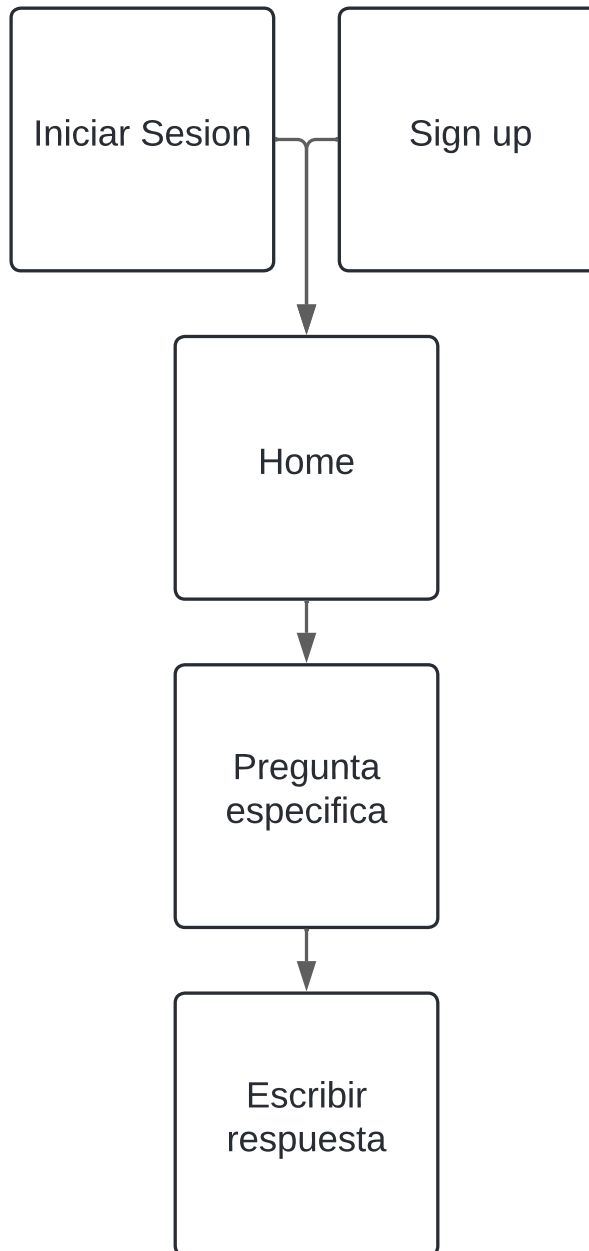 Iniciar Sesion
Sign up
Home
Pregunta
especifica
Escribir
respuesta